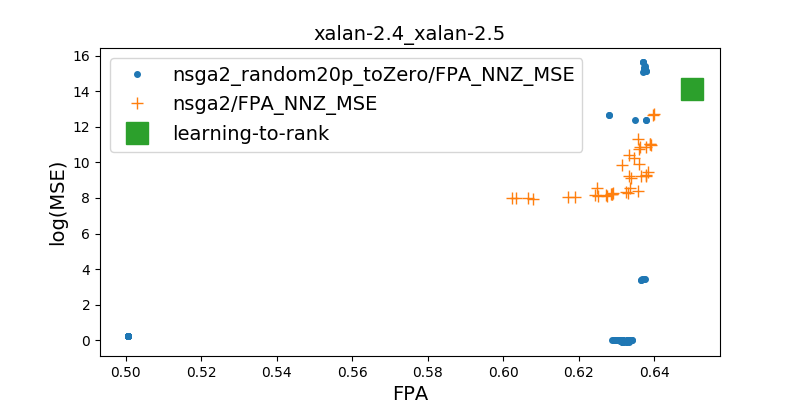 xalan-2.4_xalan-2.5
nsga2_random20p_toZero/FPA_NNZ_MSE
nsga2/FPA_NNZ_MSE
learning-to-rank
log(MSE)
16
14
12
10
8
6
4
2
0
0.50 0.52 0.54 0.56 0.58 0.60 0.62 0.64
FPA